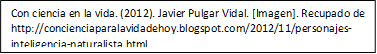 Con ciencia en la vida. (2012). Javier Pulgar Vidal. [Imagen]. Recupado de
http://concienciaparalavidadehoy.blogspot.com/2012/11/personajes-
inteligencia-naturalista.html